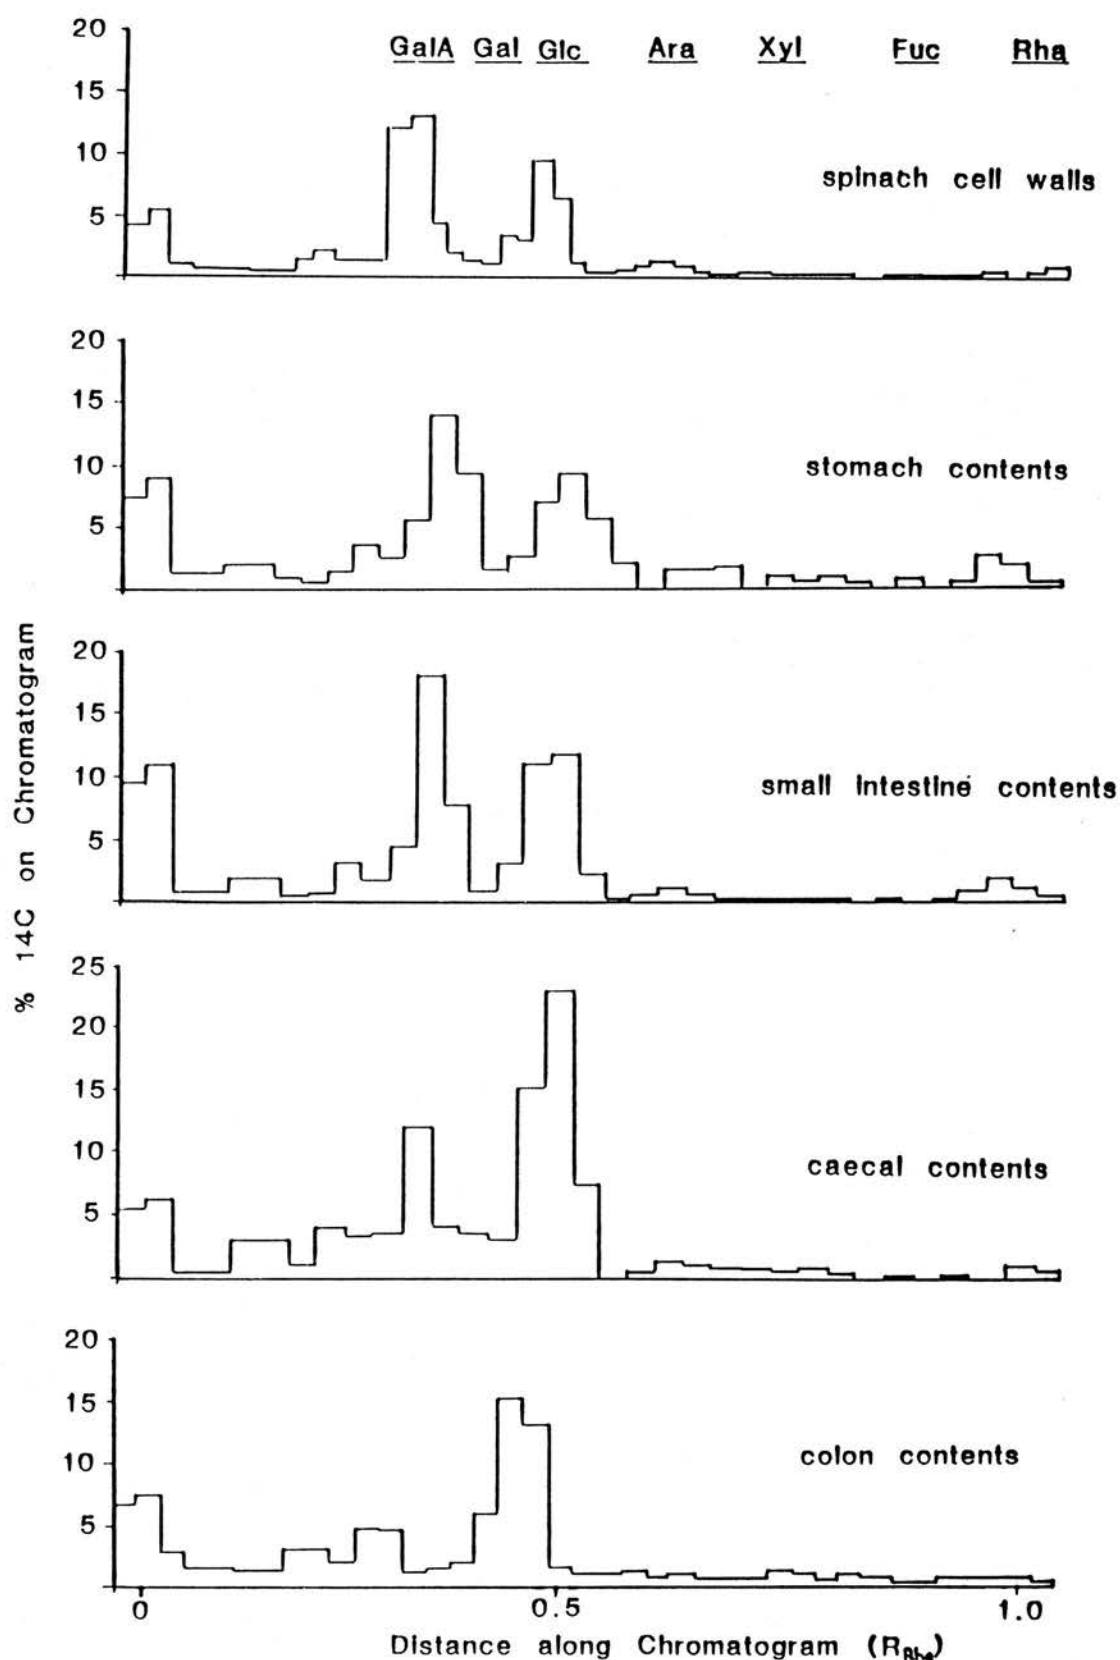 GalA Gal Glc Ara Xyl Fuc Rha
20
15
10
5
spinach cell walls
20
15
10
5
stomach contents
20
15
10
5
small intestine contents
25
20
15
10
5
caecal contents
20
15
10
5
colon contents
0 0.5 1.0
Distance along Chromatogram (RRha)
% 14C on Chromatogram